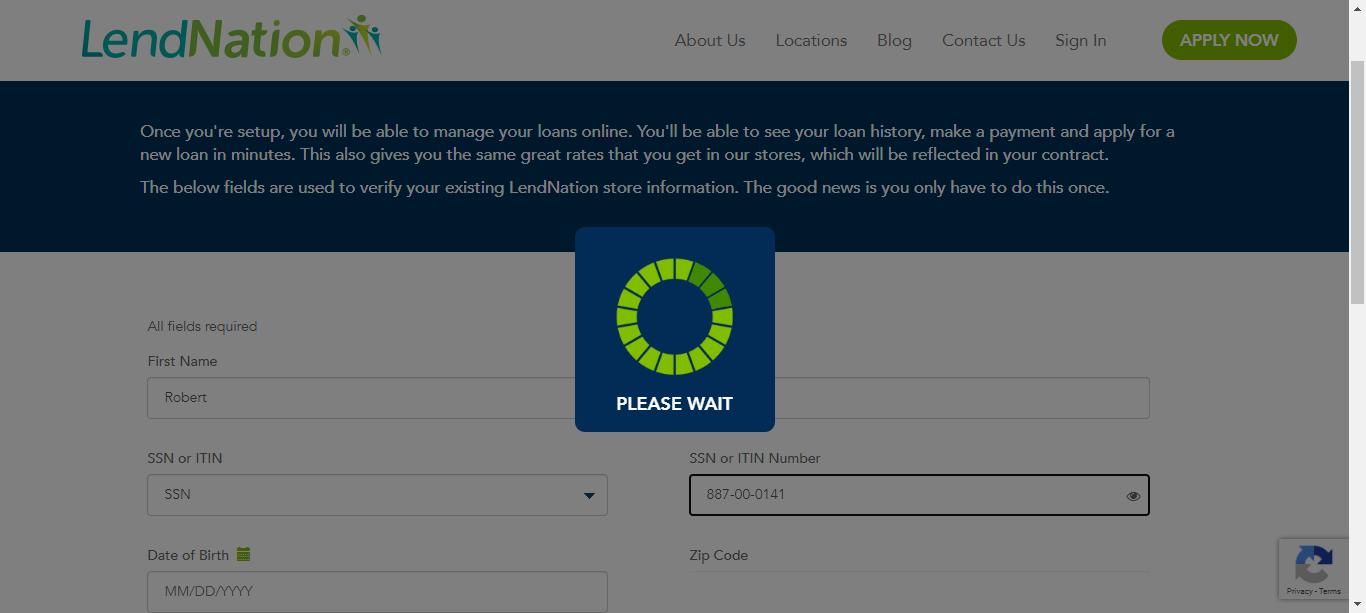 LendNation®
About Us
Locations
Blog
Contact Us
Sign In
APPLY NOW
Once you're setup, you will be able to manage your loans online. You'll be able to see your loan history, make a payment and apply for a
new loan in minutes. This also gives you the same great rates that you get in our stores, which will be reflected in your contract.
The below fields are used to verify your existing LendNation store information. The good news is you only have to do this once.
PLEASE WAIT
All fields required
First Name
Robert
SSN or ITIN
SSN
SSN or ITIN Number
887-00-0141
Date of Birth
MM/DD/YYYY
Zip Code
Privacy - Terms